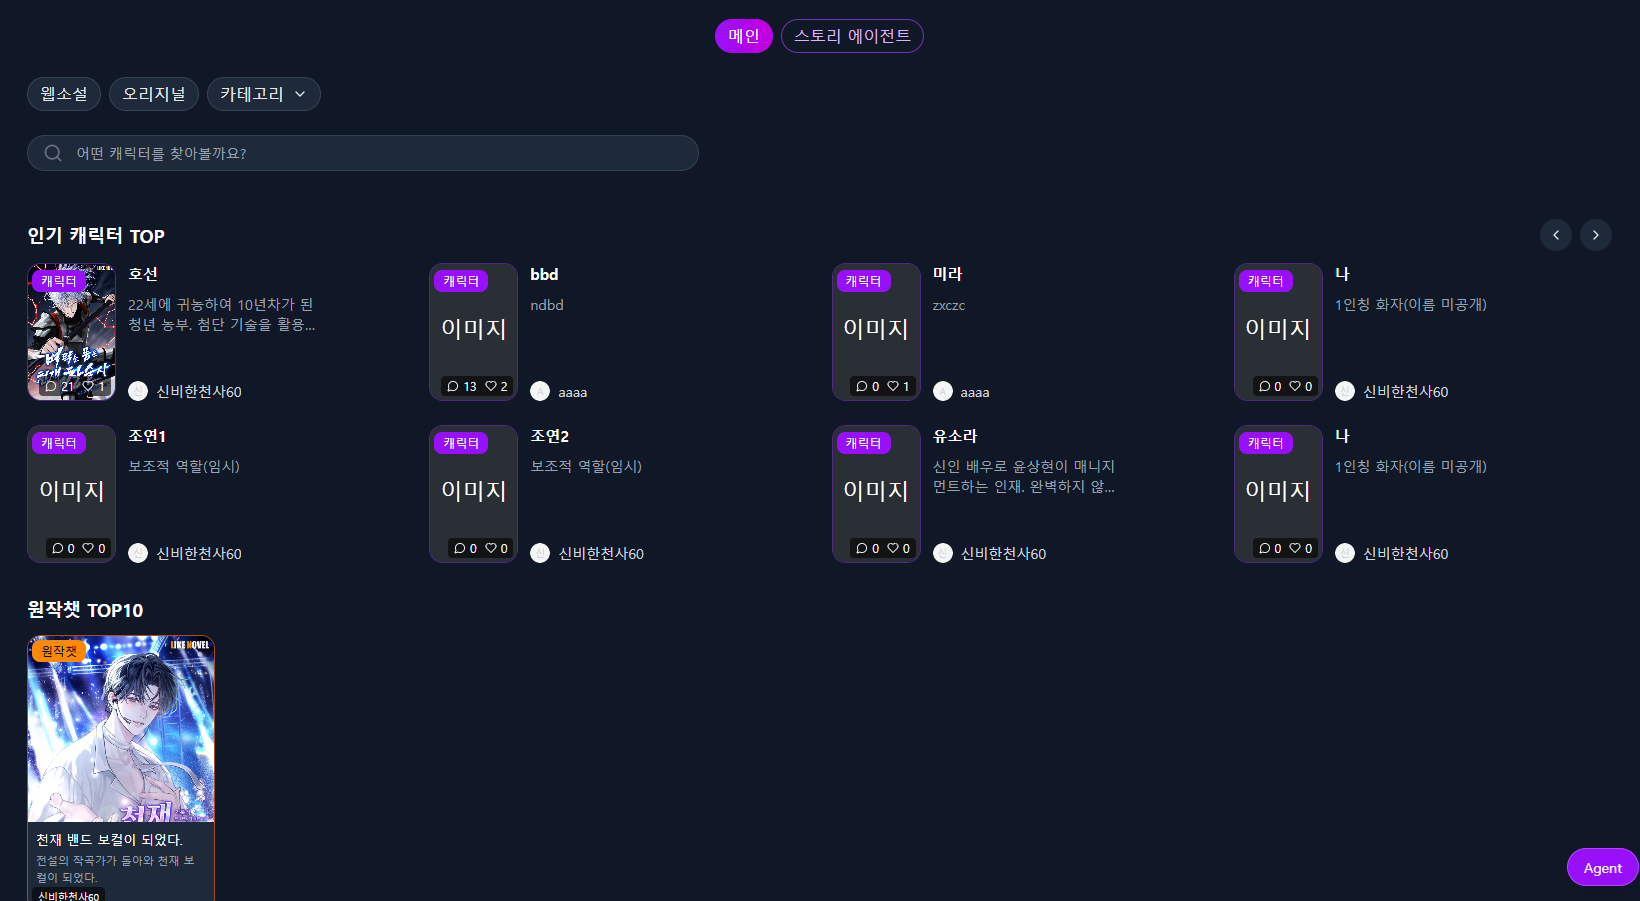 메인
스토리 에이전트
웹소설
오리지널
카테고리
어떤 캐릭터를 찾아볼까요?
인기 캐릭터 TOP
캐릭터
21 1
호선
22세에 귀농하여 10년차가 된
청년 농부. 첨단 기술을 활용...
신비한천사60
캐릭터
이미지
13 2
bbd
ndbd
aaaa
캐릭터
이미지
0 1
미라
zxczc
aaaa
캐릭터
이미지
0 0
나
1인칭 화자(이름 미공개)
신비한천사60
캐릭터
이미지
0 0
조연1
보조적 역할(임시)
신비한천사60
캐릭터
이미지
0 0
조연2
보조적 역할(임시)
신비한천사60
캐릭터
이미지
0 0
유소라
신인 배우로 윤상현이 매니지
먼트하는 인재. 완벽하지 않...
신비한천사60
캐릭터
이미지
0 0
나
1인칭 화자(이름 미공개)
신비한천사60
원작챗 TOP10
원작챗
LIKE NOVEL
천재
천재 밴드 보컬이 되었다.
전설의 작곡가가 돌아와 천재 보
컬이 되었다.
신비한천사60
Agent